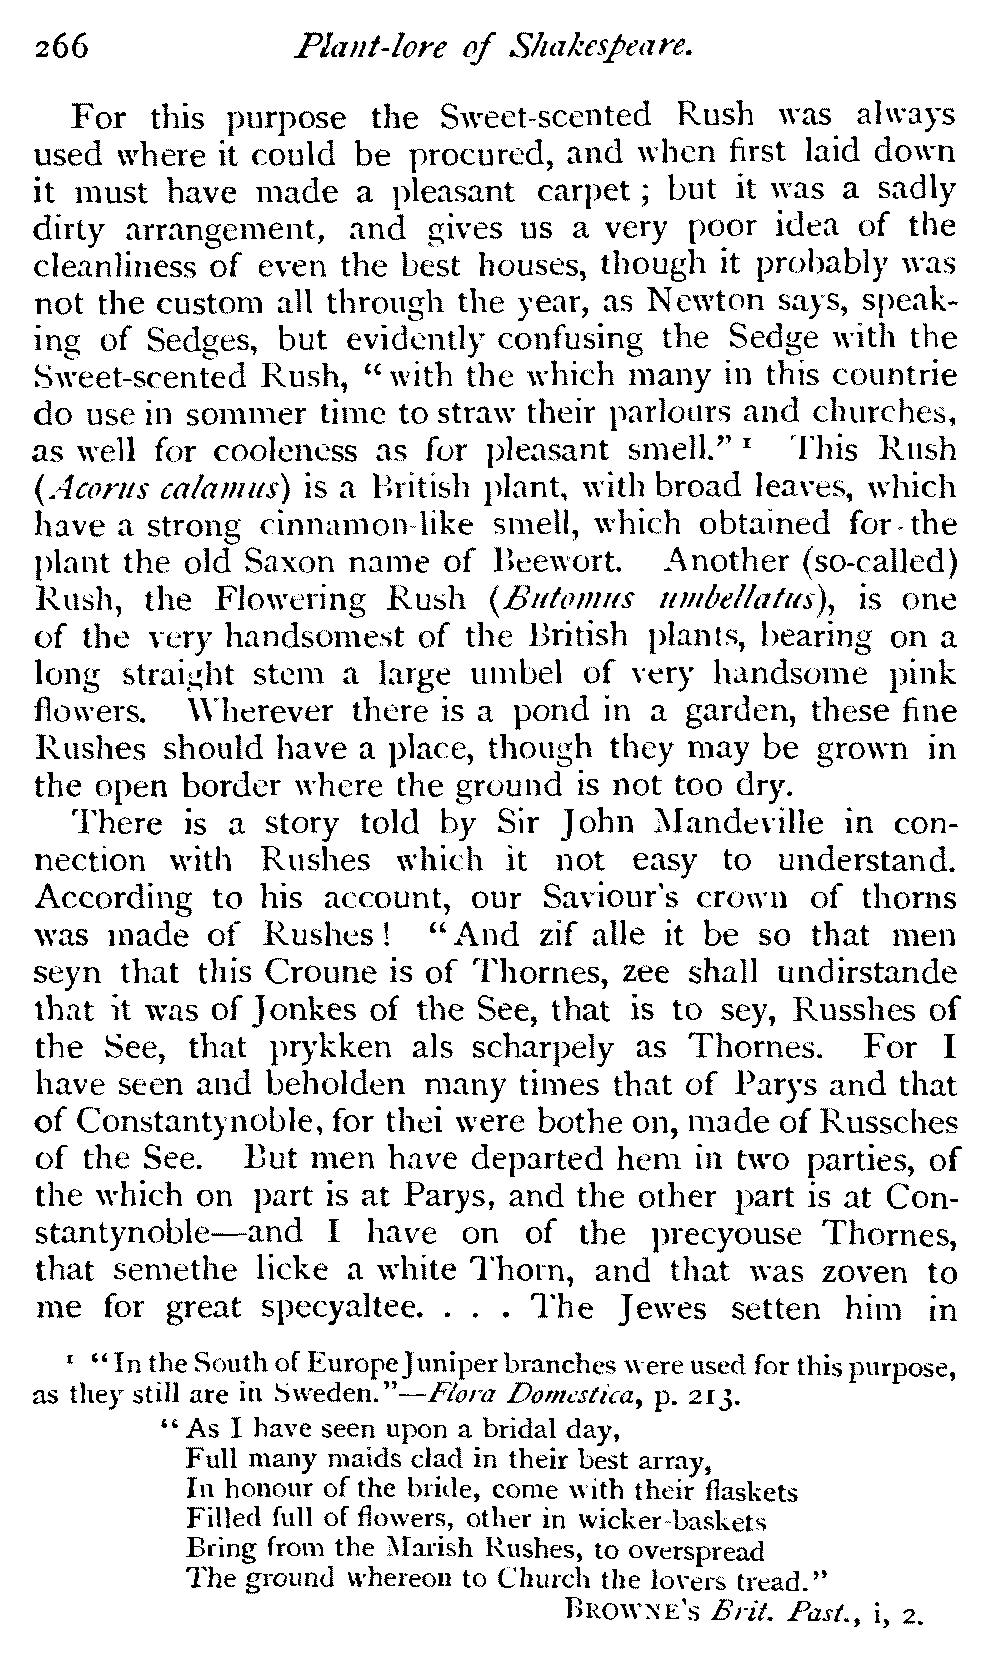 266 Plant-lore of Shakespeare.
For this purpose the Sweet-scented Rush was always
used where it could be procured, and when first laid down
it must have made a pleasant carpet ; but it was a sadly
dirty arrangement, and gives us a very poor idea of the
cleanliness of even the best houses, though it probably was
not the custom all through the year, as Newton says, speak-
ing of Sedges, but evidently confusing the Sedge with the
Sweet-scented Rush, “with the which many in this countrie
do use in sommer time to straw their parlours and churches,
as well for cooleness as for pleasant smell.” ¹ This Rush
(Acorus calamus) is a British plant, with broad leaves, which
have a strong cinnamon-like smell, which obtained for the
plant the old Saxon name of Beewort. Another (so-called)
Rush, the Flowering Rush (Butomus umbellatus), is one
of the very handsomest of the British plants, bearing on a
long straight stem a large umbel of very handsome pink
flowers. Wherever there is a pond in a garden, these fine
Rushes should have a place, though they may be grown in
the open border where the ground is not too dry.
There is a story told by Sir John Mandeville in con-
nection with Rushes which it not easy to understand.
According to his account, our Saviour's crown of thorns
was made of Rushes ! “And zif alle it be so that men
seyn that this Croune is of Thornes, zee shall undirstande
that it was of Jonkes of the See, that is to sey, Russhes of
the See, that prykken als scharpely as Thornes. For I
have seen and beholden many times that of Parys and that
of Constantynoble, for thei were bothe on, made of Russches
of the See. But men have departed hem in two parties, of
the which on part is at Parys, and the other part is at Con-
stantynoble—and I have on of the precyouse Thornes,
that semethe licke a white Thorn, and that was zoven to
me for great specyaltee. . . . The Jewes setten him in
¹ “In the South of Europe Juniper branches were used for this purpose,
as they still are in Sweden.”—Flora Domestica, p. 213.
“As I have seen upon a bridal day,
Full many maids clad in their best array,
In honour of the bride, come with their flaskets
Filled full of flowers, other in wicker-baskets
Bring from the Marish Rushes, to overspread
The ground whereon to Church the lovers tread.”
BROWNE'S Brit. Past., i, 2.